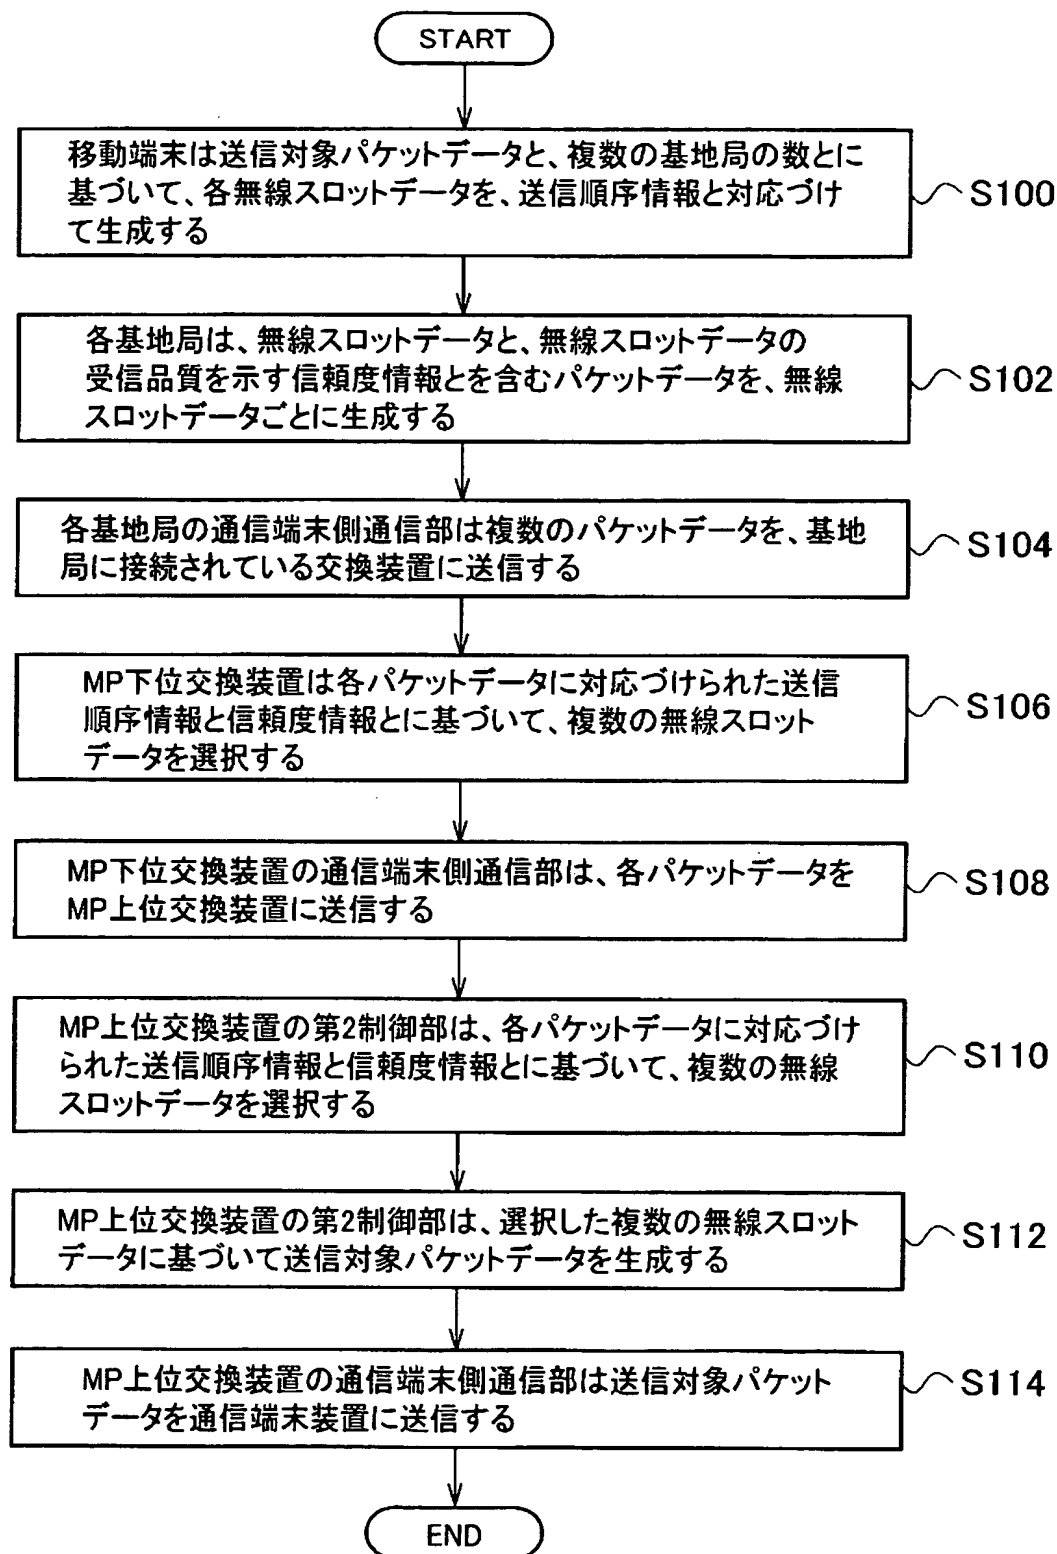 START
移動端末は送信対象パケットデータと、複数の基地局の数とに
基づいて、各無線スロットデータを、送信順序情報と対応づけ
て生成する
S100
各基地局は、無線スロットデータと、無線スロットデータの
受信品質を示す信頼度情報とを含むパケットデータを、無線
スロットデータごとに生成する
S102
各基地局の通信端末側通信部は複数のパケットデータを、基地
局に接続されている交換装置に送信する
S104
MP下位交換装置は各パケットデータに対応づけられた送信
順序情報と信頼度情報とに基づいて、複数の無線スロット
データを選択する
S106
MP下位交換装置の通信端末側通信部は、各パケットデータを
MP上位交換装置に送信する
S108
MP上位交換装置の第2制御部は、各パケットデータに対応づけ
られた送信順序情報と信頼度情報とに基づいて、複数の無線
スロットデータを選択する
S110
MP上位交換装置の第2制御部は、選択した複数の無線スロット
データに基づいて送信対象パケットデータを生成する
S112
MP上位交換装置の通信端末側通信部は送信対象パケット
データを通信端末装置に送信する
S114
END